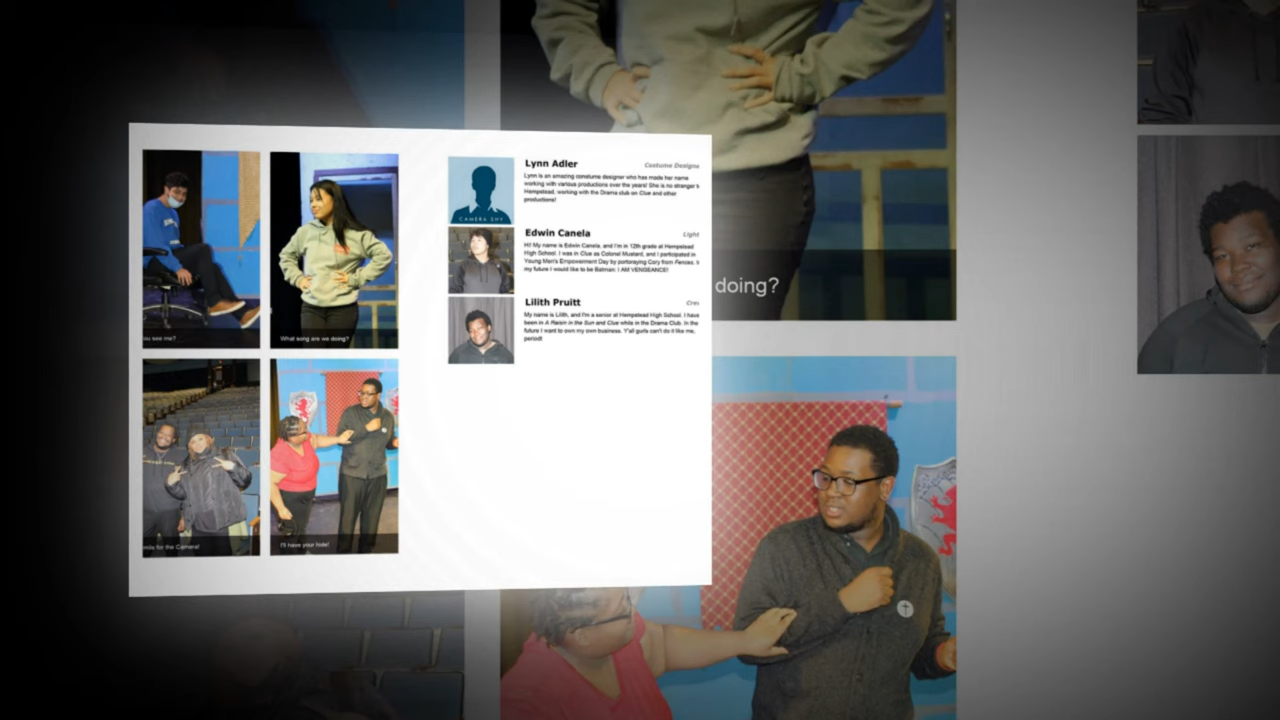 doing?
ou see me?
What song are we doing?
for the Camera!
I'll have your hide!
CAMERA SHY
Lynn Adler
Costume Designe
Lynn is an amazing constume designer who has made her name
working with various productions over the years! She is no stranger's
Hempstead, working with the Drama club on Clue and other
productions!
Edwin Canela
Light
Hi! My name is Edwin Canela, and I'm in 12th grade at Hempstead
High School. I was in Clue as Colonel Mustard, and I participated in
Young Men's Empowerment Day by portraying Cory from Fences. I
my future I would like to be Batman: I AM VENGEANCE!
Lilith Pruitt
My name is Lilith, and I'm a senior at Hempstead High School. I have
been in A Raisin in the Sun and Clue while in the Drama Club. In the
future I want to own my own business. Y'all gurls can't do it like me,
period!